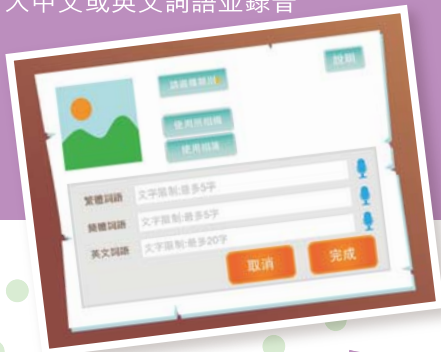 入中文或英文詞語並錄音
說明
使用照相機
使用相簿
繁體詞語 文字限制:最多5字
簡體詞語 文字限制:最多5字
英文詞語 文字限制:最多20字
取消 完成